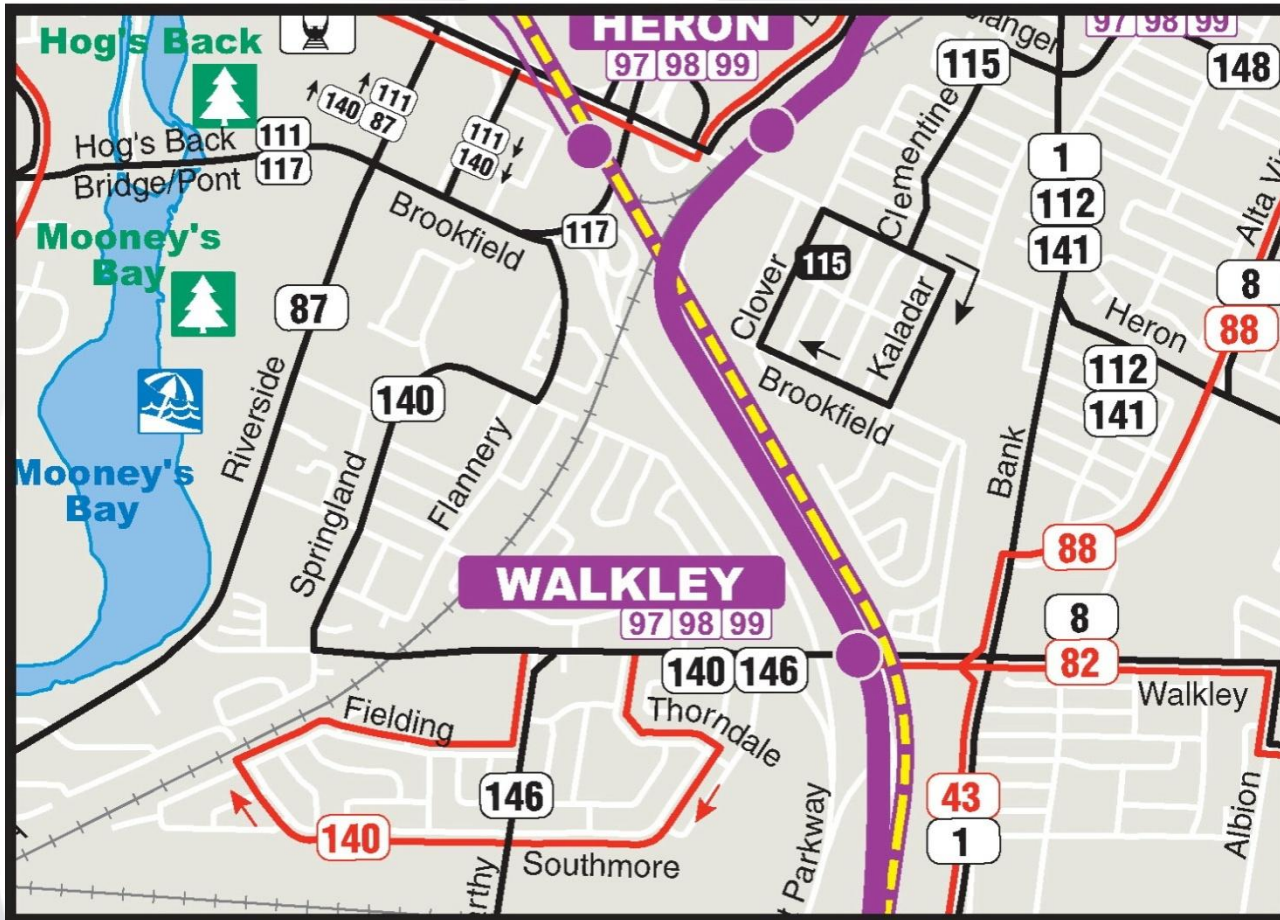 Hog's Back
HERON
97 98 99
97 98 99
115
148
111
140 87
111
140
Hog's Back
Bridge/Pont
111
117
Brookfield
117
Clementine
1
112
141
Mooney's
Bay
Clover
115
Kaladar
8
88
Heron
87
112
141
Brookfield
140
Riverside
Springland
Flannery
Bank
Mooney's
Bay
88
WALKLEY
97 98 99
8
82
140 146
Walkley
Fielding
Thorndale
146
43
1
140
Southmore
Parkway
Albion